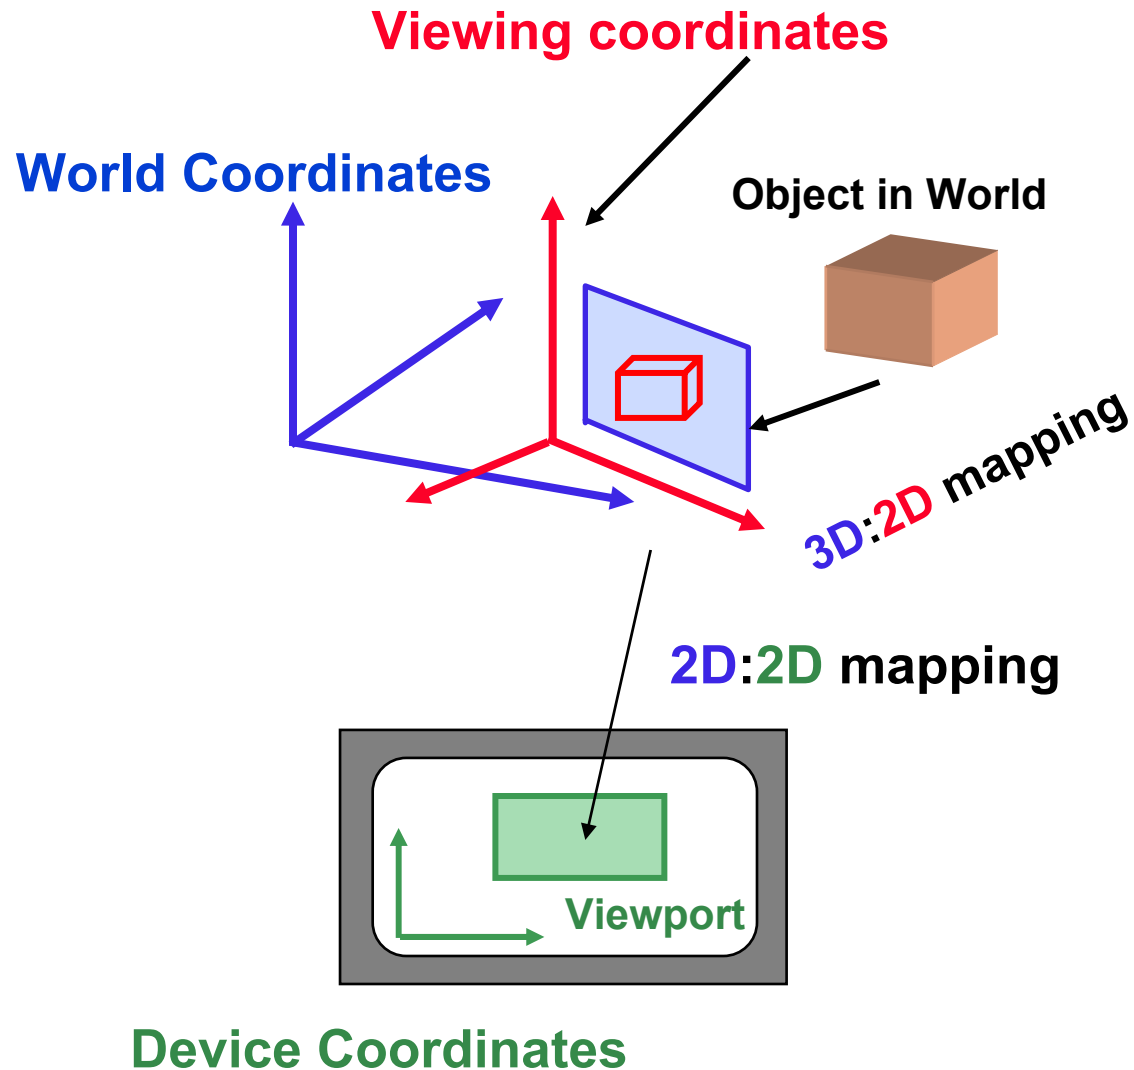 Viewing coordinates
World Coordinates
Object in World
3D:2D mapping
2D:2D mapping
Viewport
Device Coordinates